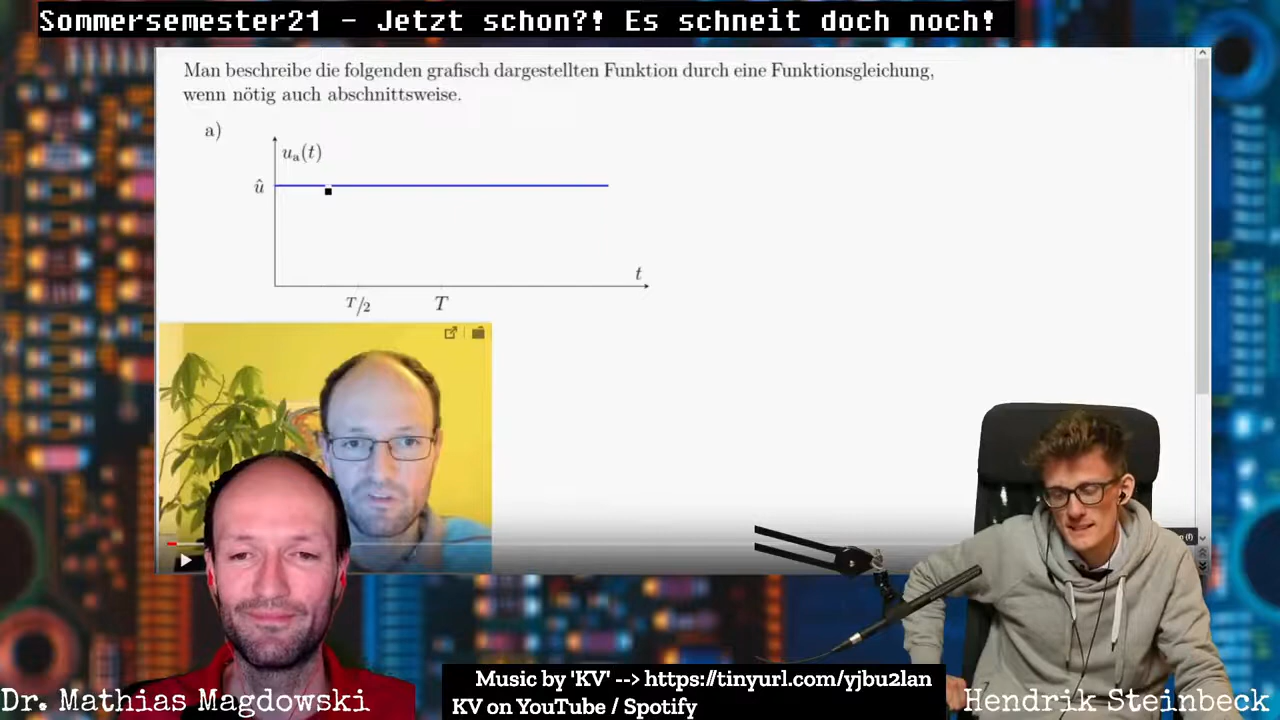 Sommersemester21 - Jetzt schon?! Es schneit doch noch!
Man beschreibe die folgenden grafisch dargestellten Funktion durch eine Funktionsgleichung,
wenn nötig auch abschnittsweise.
a)
uₐ(t)
û
t
T/2
T
Music by 'KV' --> https://tinyurl.com/yjbu2lan
KV on YouTube / Spotify
Dr. Mathias Magdowski
Hendrik Steinbeck